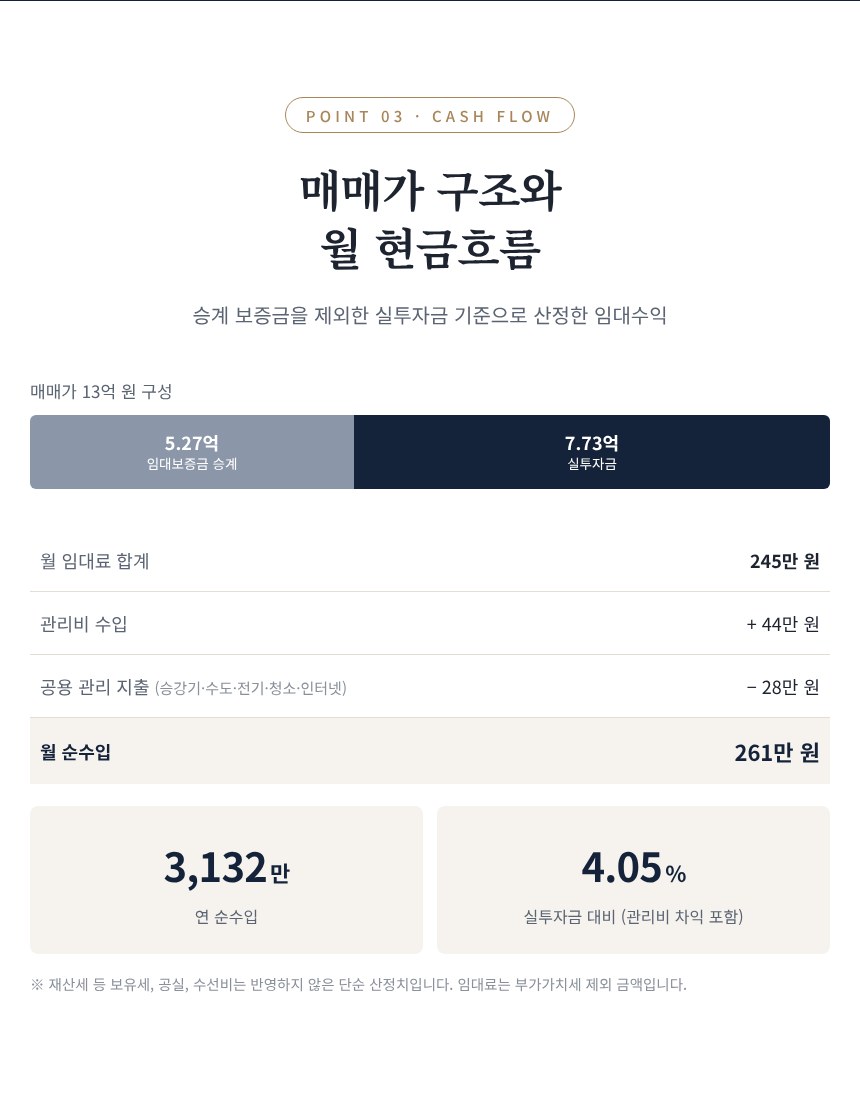 POINT 03 · CASH FLOW
매매가 구조와
월 현금흐름
승계 보증금을 제외한 실투자금 기준으로 산정한 임대수익
매매가 13억 원 구성
5.27억
임대보증금 승계
7.73억
실투자금
월 임대료 합계 245만 원
관리비 수입 + 44만 원
공용 관리 지출 (승강기·수도·전기·청소·인터넷) − 28만 원
월 순수입 261만 원
3,132만
연 순수입
4.05%
실투자금 대비 (관리비 차익 포함)
※ 재산세 등 보유세, 공실, 수선비는 반영하지 않은 단순 산정치입니다. 임대료는 부가가치세 제외 금액입니다.